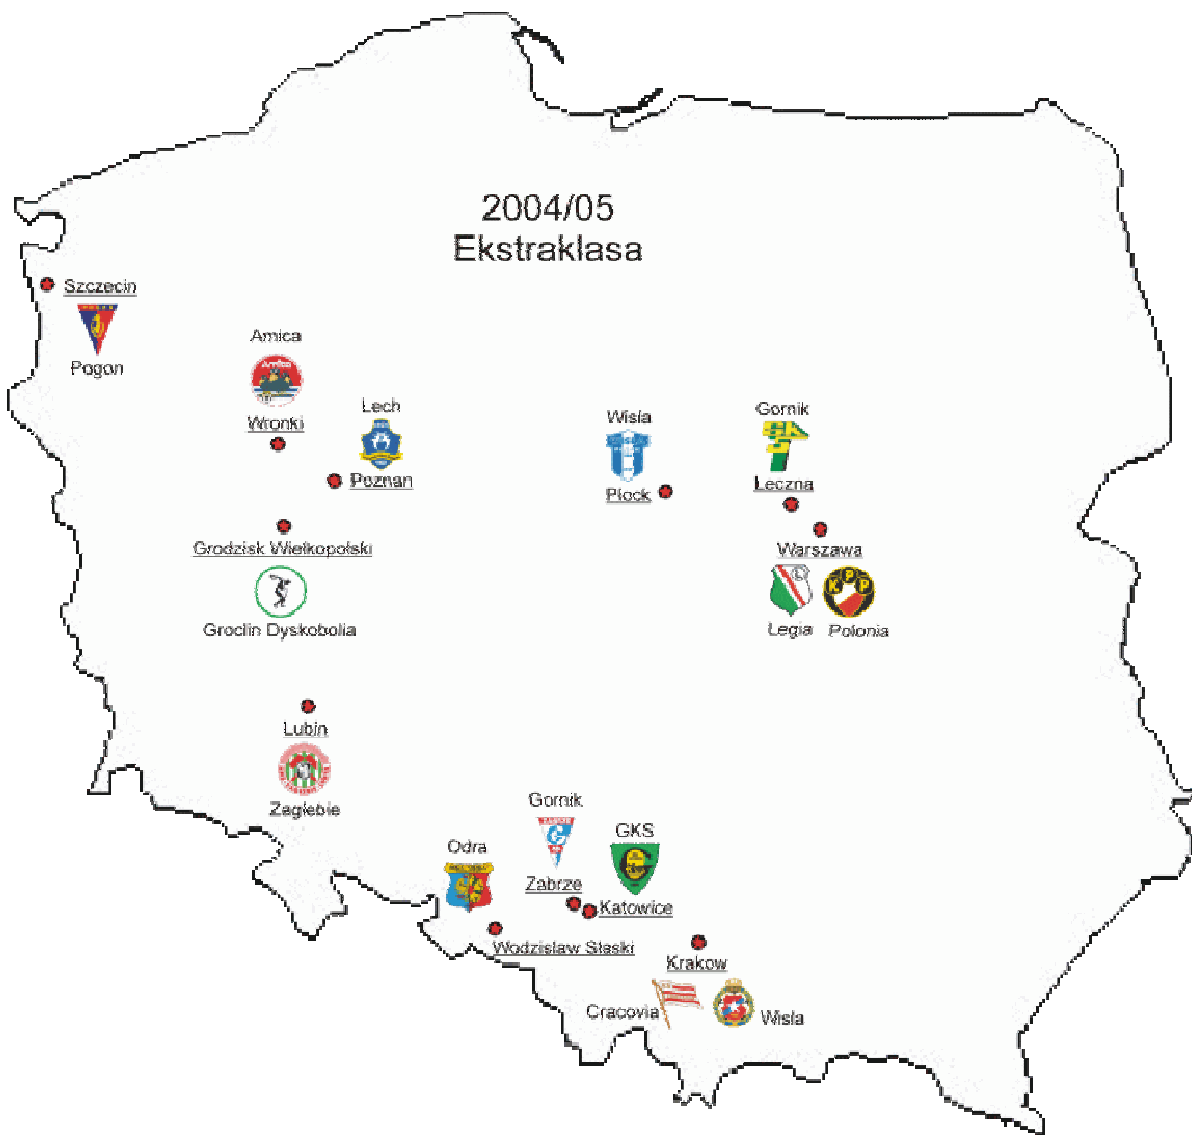 2004/05
Ekstraklasa
Szczecin
Pogon
Amica
Wronki
Lech
Poznan
Wisla
Plock
Gornik
Leczna
Warszawa
Legia
Polonia
Grodzisk Wielkopolski
Groclin Dyskobolia
Lubin
Zaglebie
Odra
Wodzislaw Slaski
Gornik
Zabrze
GKS
Katowice
Krakow
Cracovia
Wisla